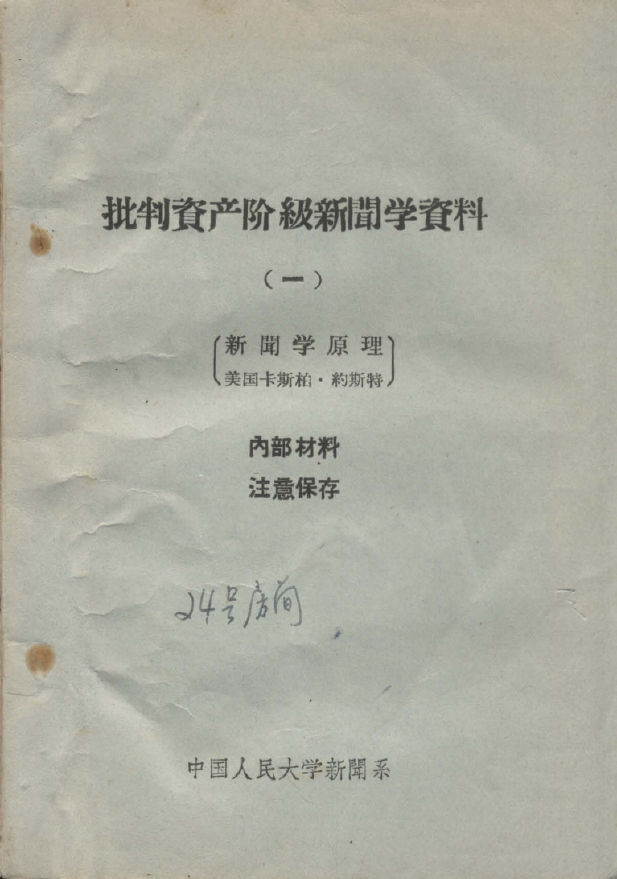 批判資产阶級新聞学資料
（一）
新聞学原理
美国卡斯柏·約斯特
內部材料
注意保存
24号房间
中国人民大学新聞系